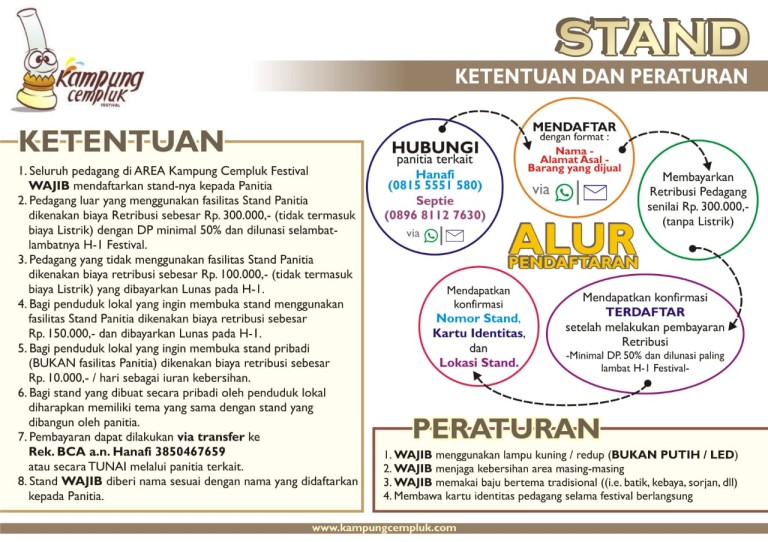 STAND
KETENTUAN DAN PERATURAN
Kampung
cempluk
FESTIVAL
KETENTUAN
1. Seluruh pedagang di AREA Kampung Cempluk Festival
WAJIB mendaftarkan stand-nya kepada Panitia
2. Pedagang luar yang menggunakan fasilitas Stand Panitia
dikenakan biaya Retribusi sebesar Rp. 300.000,- (tidak termasuk
biaya Listrik) dengan DP minimal 50% dan dilunasi selambat-
lambatnya H-1 Festival.
3. Pedagang yang tidak menggunakan fasilitas Stand Panitia
dikenakan biaya retribusi sebesar Rp. 100.000,- (tidak termasuk
biaya Listrik) yang dibayarkan Lunas pada H-1.
4. Bagi penduduk lokal yang ingin membuka stand menggunakan
fasilitas Stand Panitia dikenakan biaya retribusi sebesar
Rp. 150.000,- dan dibayarkan Lunas pada H-1.
5. Bagi penduduk lokal yang ingin membuka stand pribadi
(BUKAN fasilitas Panitia) dikenakan biaya retribusi sebesar
Rp. 10.000,- / hari sebagai iuran kebersihan.
6. Bagi stand yang dibuat secara pribadi oleh penduduk lokal
diharapkan memiliki tema yang sama dengan stand yang
dibangun oleh panitia.
7. Pembayaran dapat dilakukan via transfer ke
Rek. BCA a.n. Hanafi 3850467659
atau secara TUNAI melalui panitia terkait.
8. Stand WAJIB diberi nama sesuai dengan nama yang didaftarkan
kepada Panitia.
HUBUNGI
panitia terkait
Hanafi
(0815 5551 580)
Septie
(0896 8112 7630)
via
MENDAFTAR
dengan format :
Nama -
Alamat Asal -
Barang yang dijual
via
Membayarkan
Retribusi Pedagang
senilai Rp. 300.000,-
(tanpa Listrik)
ALUR
PENDAFTARAN
Mendapatkan konfirmasi
TERDAFTAR
setelah melakukan pembayaran
Retribusi
-Minimal DP. 50% dan dilunasi paling
lambat H-1 Festival-
Mendapatkan
konfirmasi
Nomor Stand,
Kartu Identitas,
dan
Lokasi Stand.
PERATURAN
1. WAJIB menggunakan lampu kuning / redup (BUKAN PUTIH / LED)
2. WAJIB menjaga kebersihan area masing-masing
3. WAJIB memakai baju bertema tradisional ((i.e. batik, kebaya, sorjan, dll)
4. Membawa kartu identitas pedagang selama festival berlangsung
www.kampungcempluk.com